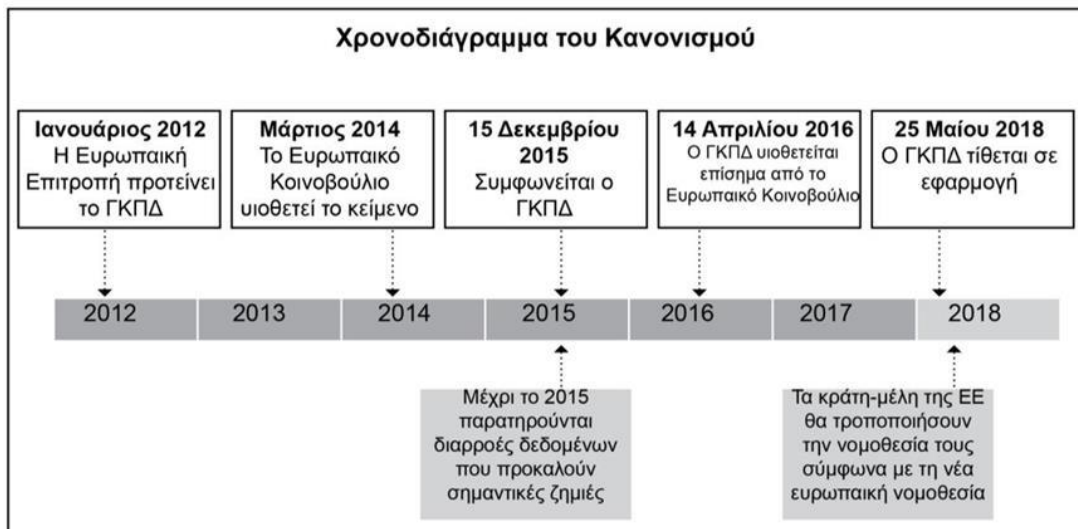 Χρονοδιάγραμμα του Κανονισμού
Ιανουάριος 2012
Η Ευρωπαική
Επιτροπή προτείνει
το ΓΚΠΔ
Μάρτιος 2014
Το Ευρωπαικό
Κοινοβούλιο
υιοθετεί το κείμενο
15 Δεκεμβρίου
2015
Συμφωνείται ο
ΓΚΠΔ
14 Απριλίου 2016
Ο ΓΚΠΔ υιοθετείται
επίσημα από το
Ευρωπαικό Κοινοβούλιο
25 Μαίου 2018
Ο ΓΚΠΔ τίθεται σε
εφαρμογή
2012 2013 2014 2015 2016 2017 2018
Μέχρι το 2015
παρατηρούνται
διαρροές δεδομένων
που προκαλούν
σημαντικές ζημιές
Τα κράτη-μέλη της ΕΕ
θα τροποποιήσουν
την νομοθεσία τους
σύμφωνα με τη νέα
ευρωπαική νομοθεσία